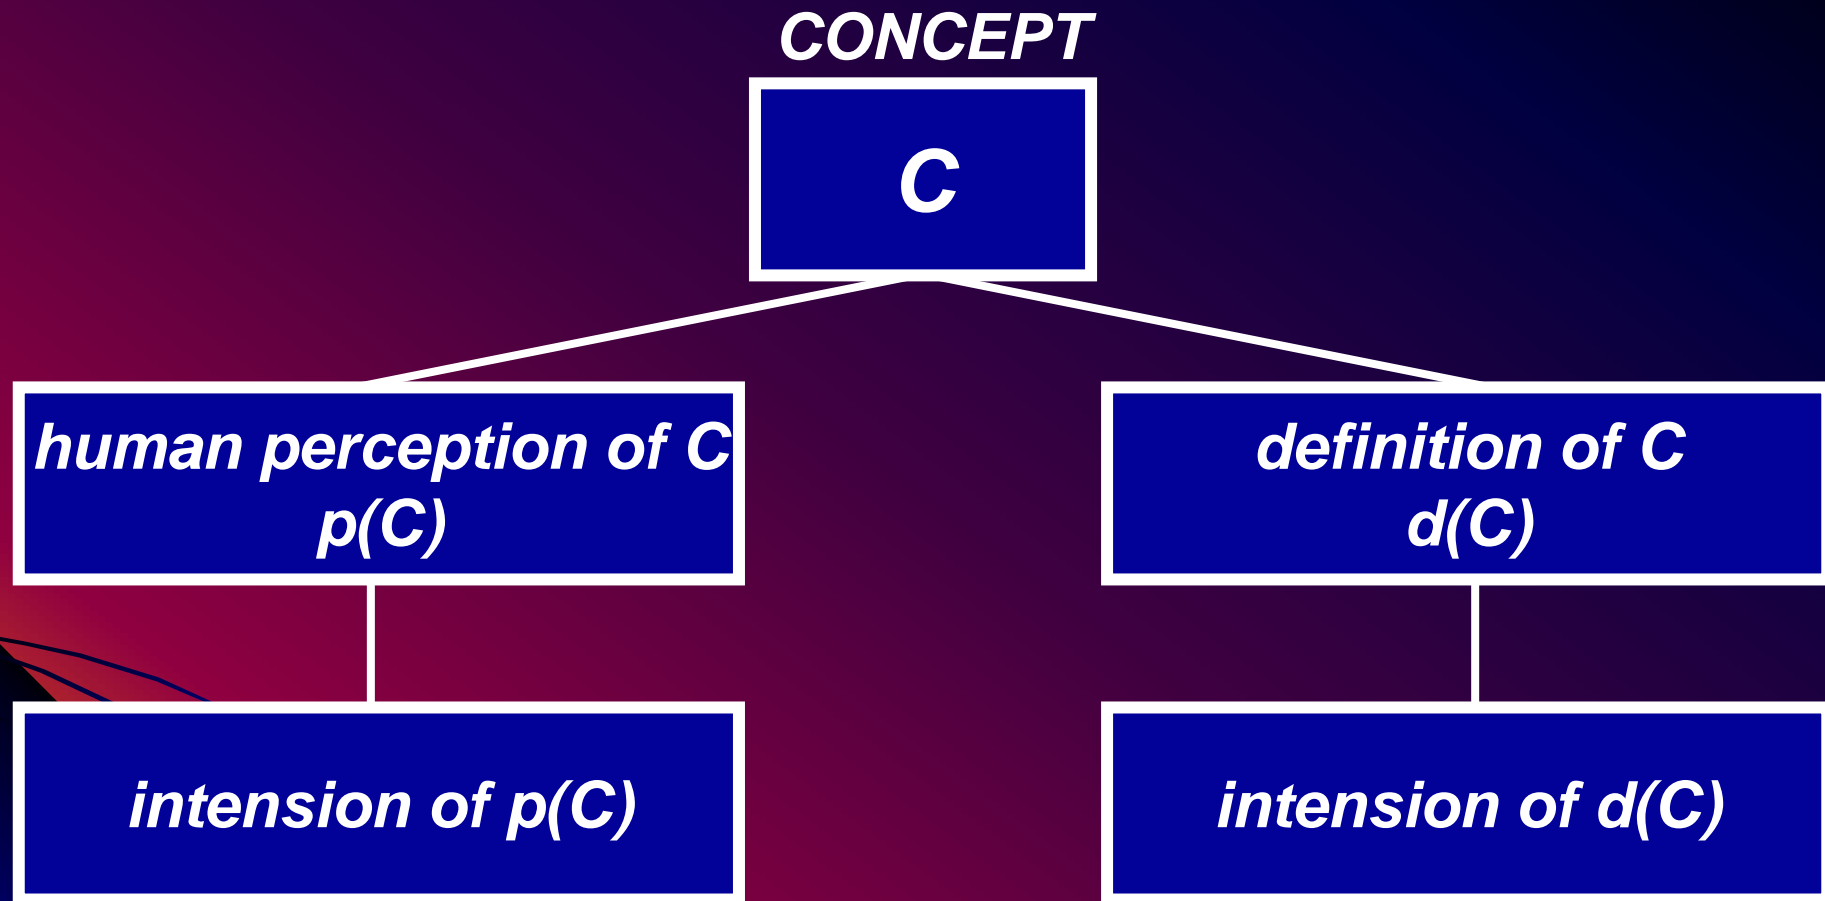 CONCEPT
C
human perception of C
p(C)
definition of C
d(C)
intension of p(C)
intension of d(C)